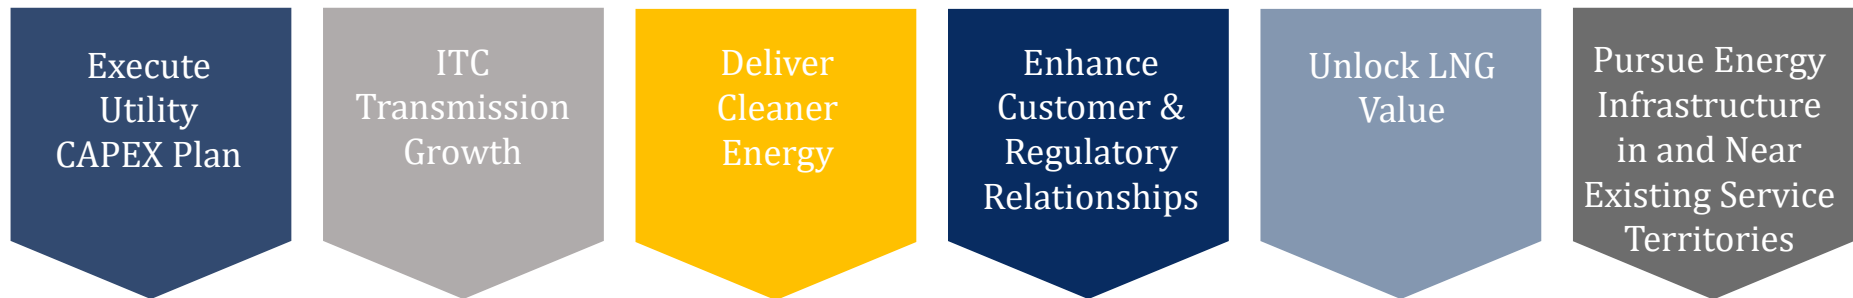 Execute
Utility
CAPEX Plan
ITC
Transmission
Growth
Deliver
Cleaner
Energy
Enhance
Customer &
Regulatory
Relationships
Unlock LNG
Value
Pursue Energy
Infrastructure
in and Near
Existing Service
Territories